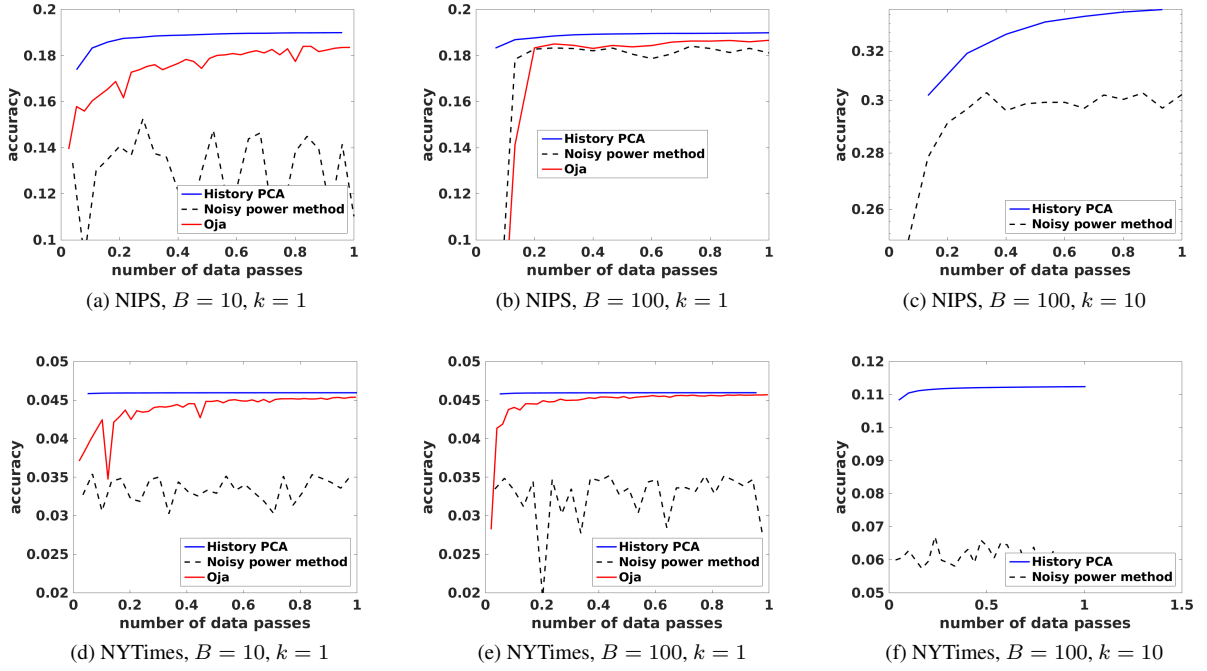 0.2
0.18
0.16
0.14
0.12
0.1
accuracy
0 0.2 0.4 0.6 0.8 1
number of data passes
History PCA
Noisy power method
Oja
(a) NIPS, B = 10, k = 1
0.2
0.18
0.16
0.14
0.12
0.1
accuracy
0 0.2 0.4 0.6 0.8 1
number of data passes
History PCA
Noisy power method
Oja
(b) NIPS, B = 100, k = 1
0.32
0.3
0.28
0.26
accuracy
0 0.2 0.4 0.6 0.8 1
number of data passes
History PCA
Noisy power method
(c) NIPS, B = 100, k = 10
0.05
0.045
0.04
0.035
0.03
0.025
0.02
accuracy
0 0.2 0.4 0.6 0.8 1
number of data passes
History PCA
Noisy power method
Oja
(d) NYTimes, B = 10, k = 1
0.05
0.045
0.04
0.035
0.03
0.025
0.02
accuracy
0 0.2 0.4 0.6 0.8 1
number of data passes
History PCA
Noisy power method
Oja
(e) NYTimes, B = 100, k = 1
0.12
0.11
0.1
0.09
0.08
0.07
0.06
0.05
accuracy
0 0.5 1 1.5
number of data passes
History PCA
Noisy power method
(f) NYTimes, B = 100, k = 10